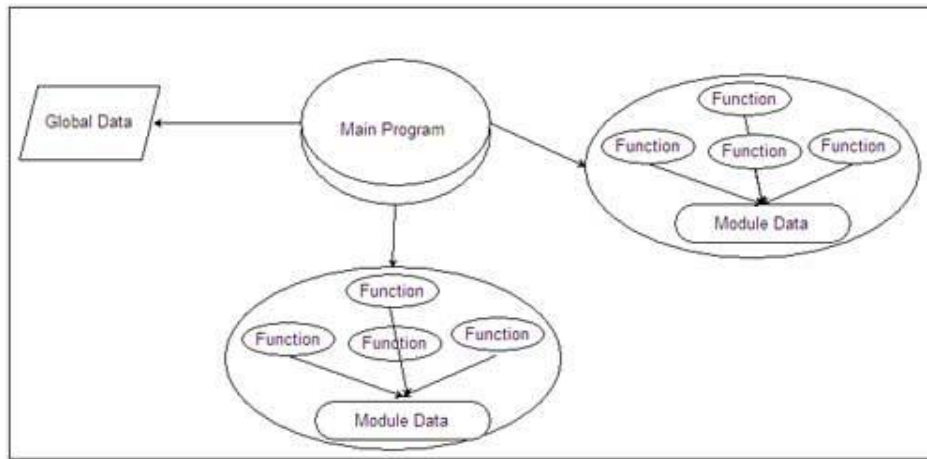 Global Data
Main Program
Function
Function
Function
Function
Module Data
Function
Function
Function
Function
Module Data